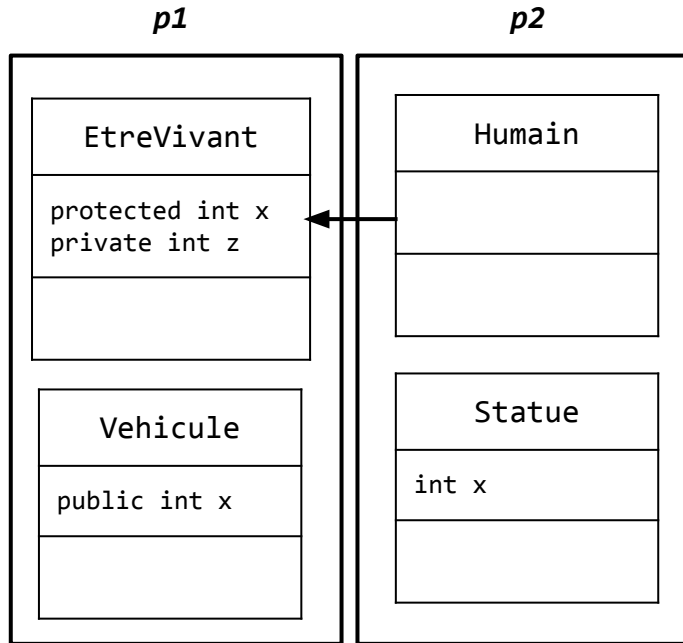 p1
p2
EtreVivant
protected int x
private int z
Vehicule
public int x
Humain
Statue
int x